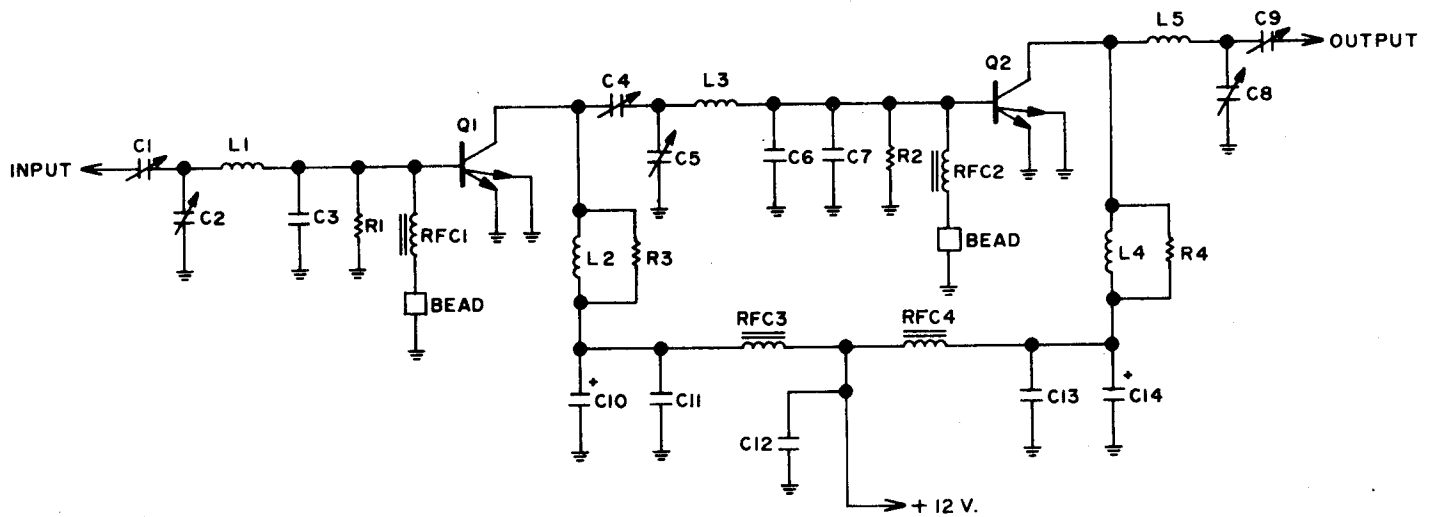 L5
C9
OUTPUT
Q2
C8
C4
L3
Q1
C1
L1
INPUT
C5
C6
C7
R2
RFC2
C2
C3
R1
RFC1
BEAD
L2
R3
L4
R4
BEAD
RFC3
RFC4
+
C10
C11
C12
C13
+
C14
+ 12 V.